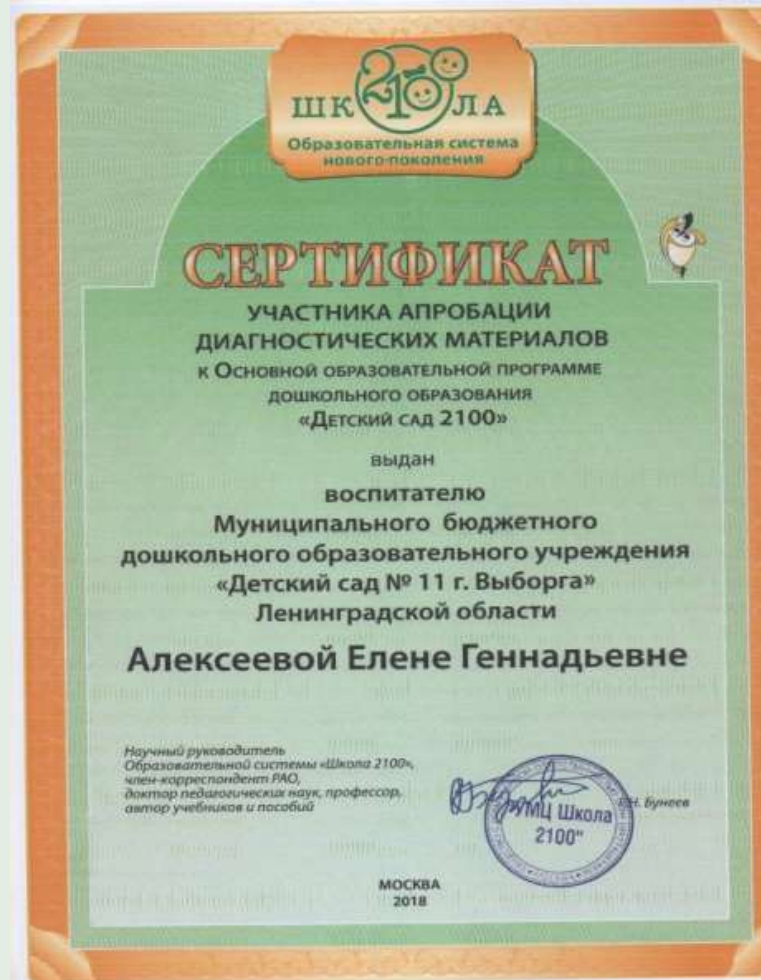 ШКОЛА
2100
Образовательная система
нового поколения
СЕРТИФИКАТ
УЧАСТНИКА АПРОБАЦИИ
ДИАГНОСТИЧЕСКИХ МАТЕРИАЛОВ
к Основной образовательной программе
дошкольного образования
«Детский сад 2100»
выдан
воспитателю
Муниципального бюджетного
дошкольного образовательного учреждения
«Детский сад № 11 г. Выборга»
Ленинградской области
Алексеевой Елене Геннадьевне
Научный руководитель
Образовательной системы «Школа 2100»,
член-корреспондент РАО,
доктор педагогических наук, профессор,
автор учебников и пособий
Бунеев
УМЦ Школа
2100"
МОСКВА
2018